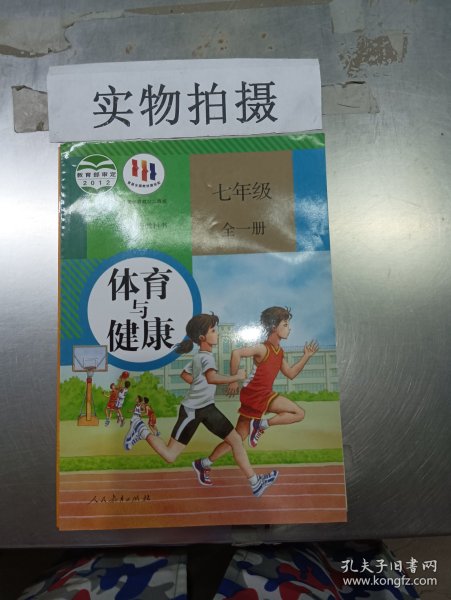 实物拍摄
教育部审定
2012
七年级
全一册
体育
与
健康
人民教育出版社
孔夫子旧书网
www.kongfz.com